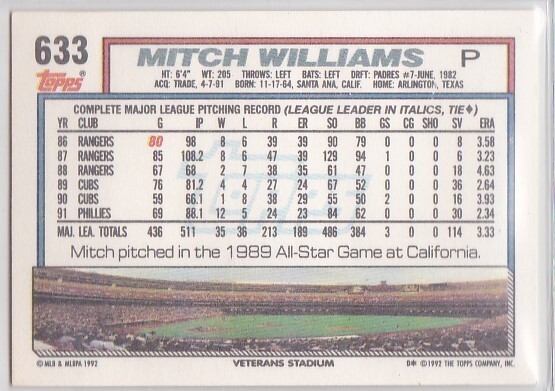 633
Topps®
MITCH WILLIAMS P
HT: 6'4" WT: 205 THROWS: LEFT BATS: LEFT DRFT: PADRES #7-JUNE, 1982
ACQ: TRADE, 4-7-91 BORN: 11-17-64, SANTA ANA, CALIF. HOME: ARLINGTON, TEXAS
COMPLETE MAJOR LEAGUE PITCHING RECORD (LEAGUE LEADER IN ITALICS, TIE♦)
YR CLUB G IP W L R ER SO BB GS CG SHO SV ERA
86 RANGERS 80 98 8 6 39 39 90 79 0 0 0 8 3.58
87 RANGERS 85 108.2 8 6 47 39 129 94 1 0 0 6 3.23
88 RANGERS 67 68 2 7 38 35 61 47 0 0 0 18 4.63
89 CUBS 76 81.2 4 4 27 24 67 52 0 0 0 36 2.64
90 CUBS 59 66.1 1 8 38 29 55 50 2 0 0 16 3.93
91 PHILLIES 69 88.1 12 5 24 23 84 62 0 0 0 30 2.34
MAJ. LEA. TOTALS 436 511 35 36 213 189 486 384 3 0 0 114 3.33
Mitch pitched in the 1989 All-Star Game at California.
© MLB & MLBPA 1992 VETERANS STADIUM D* © 1992 THE TOPPS COMPANY, INC.